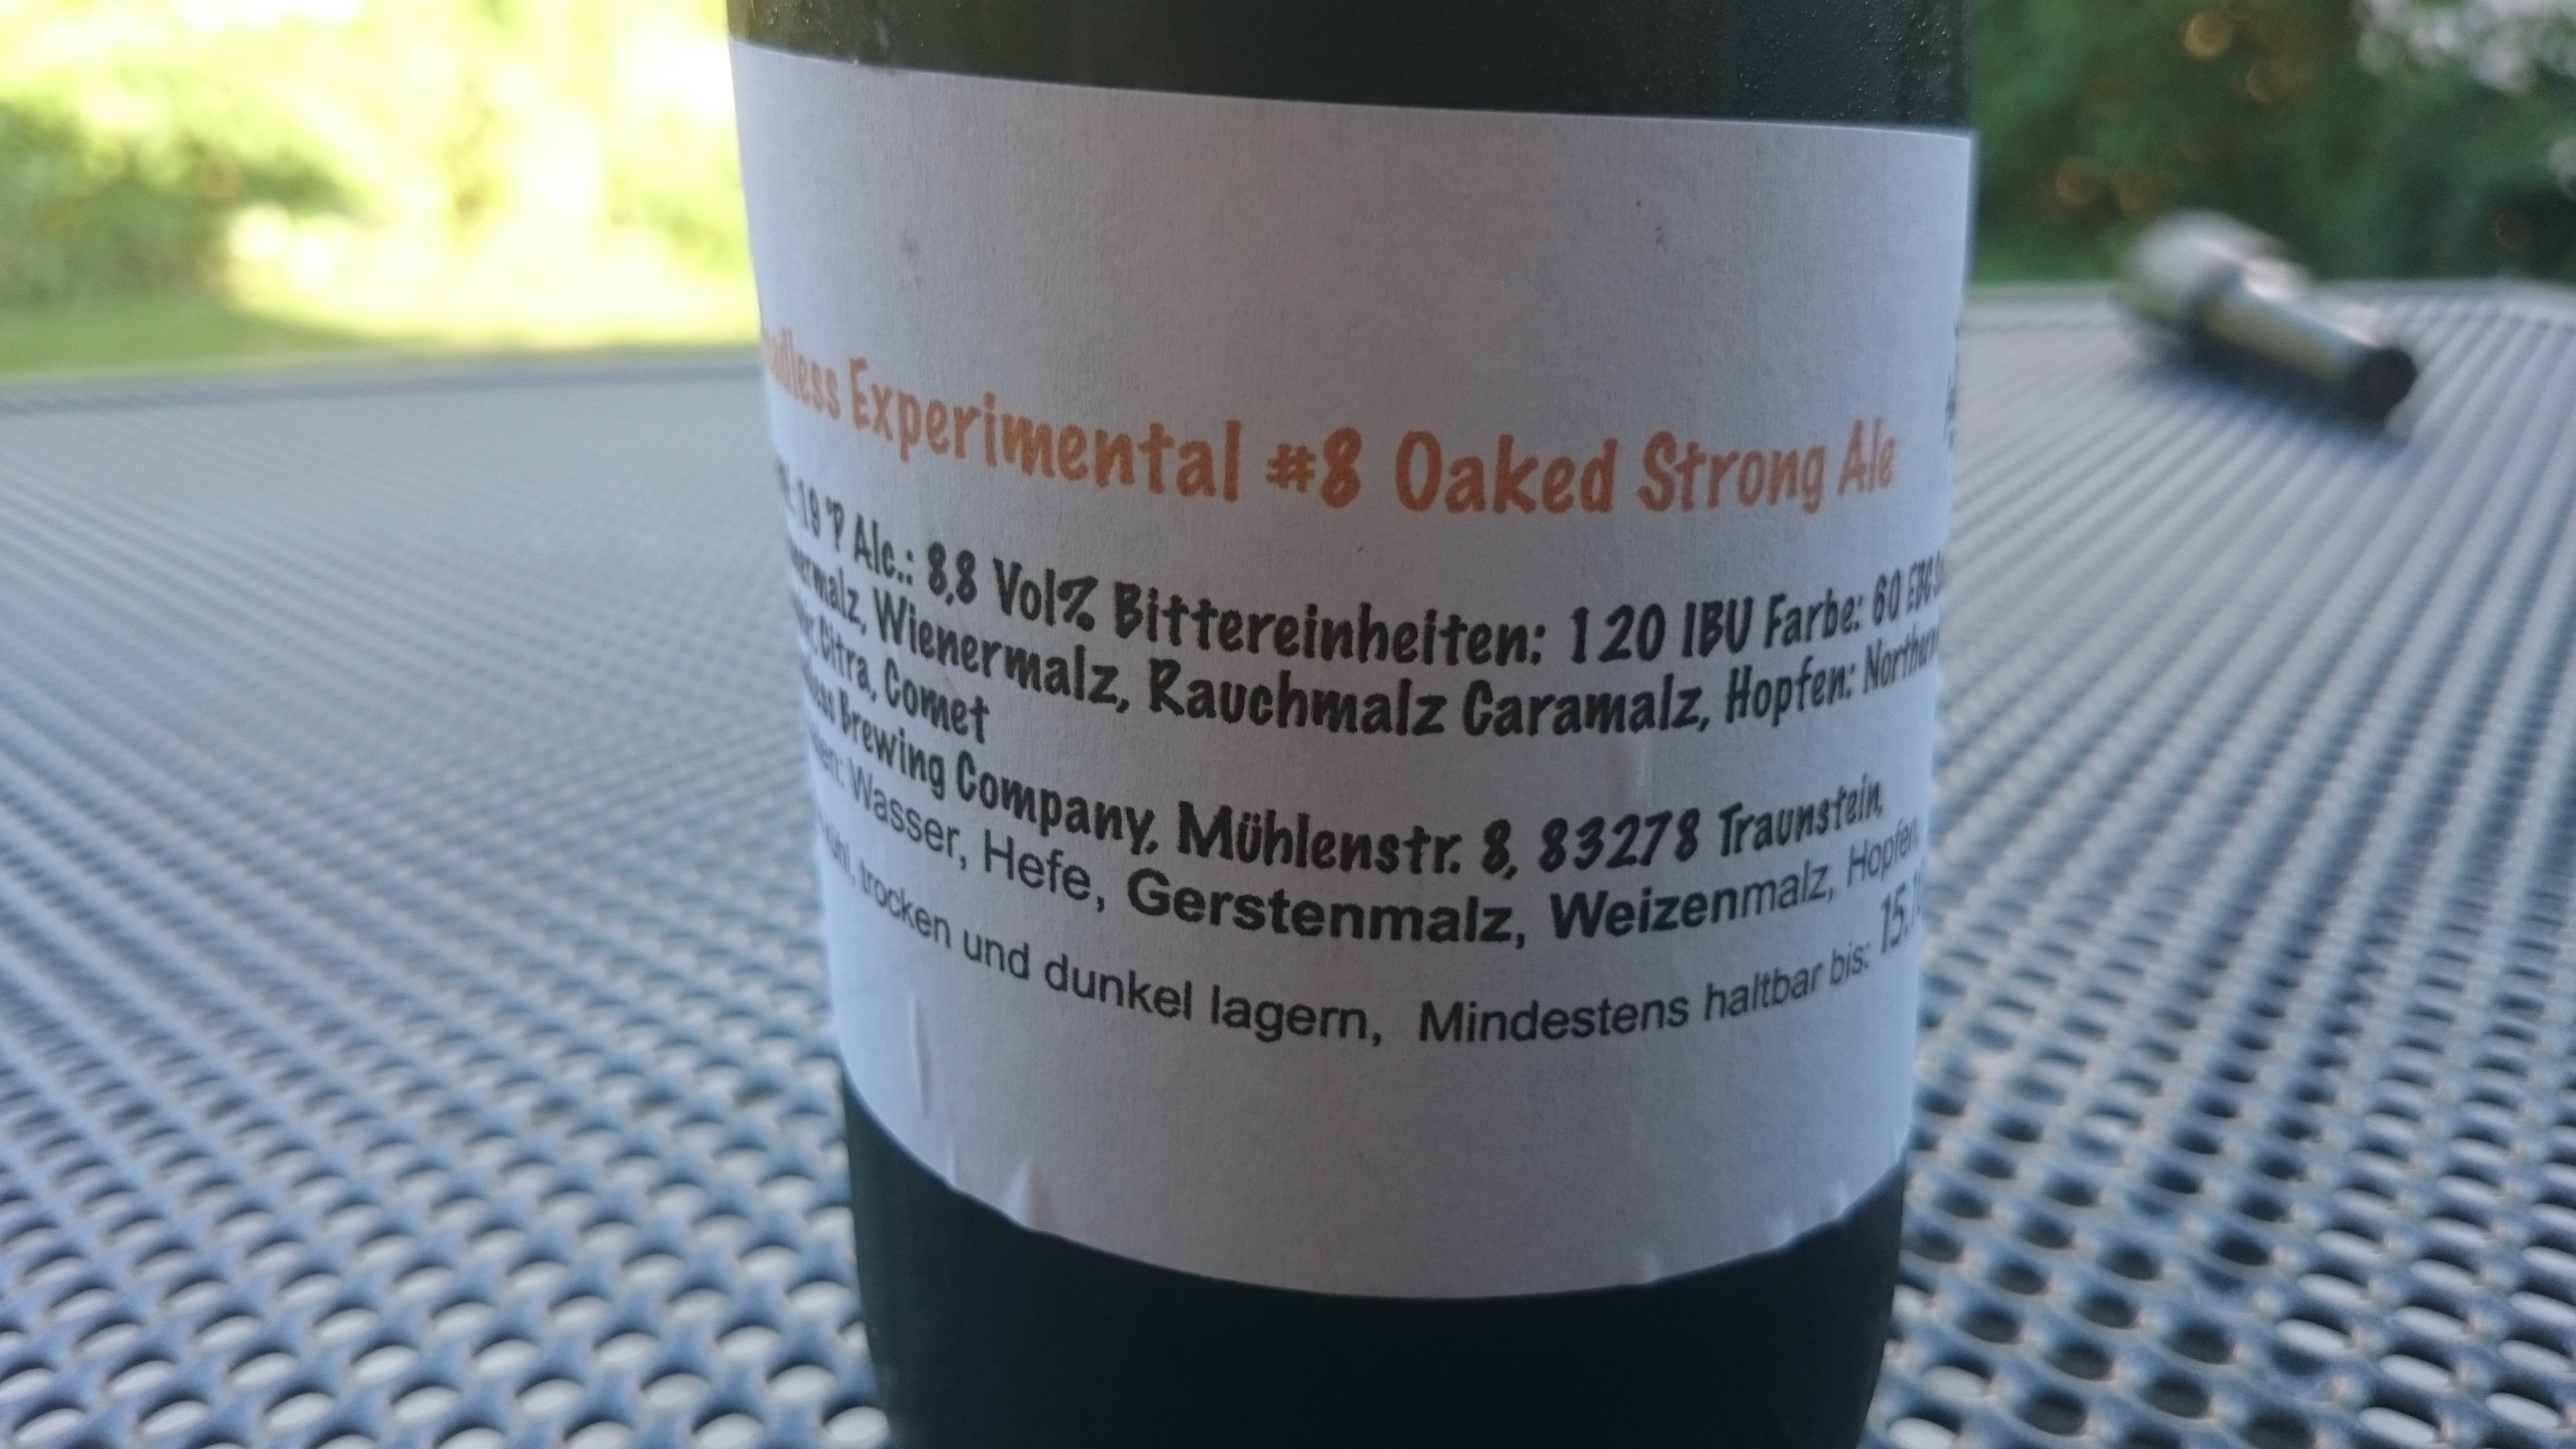 Experimental #8 Oaked Strong Ale
19 °P Alc.: 8,8 Vol% Bittereinheiten: 120 IBU Farbe: 60 EBC
Wienermalz, Rauchmalz Caramalz, Hopfen:
Citra, Comet
Brewing Company, Mühlenstr. 8, 83278 Traunstein,
Wasser, Hefe, Gerstenmalz, Weizenmalz, Hopfen
trocken und dunkel lagern, Mindestens haltbar bis: